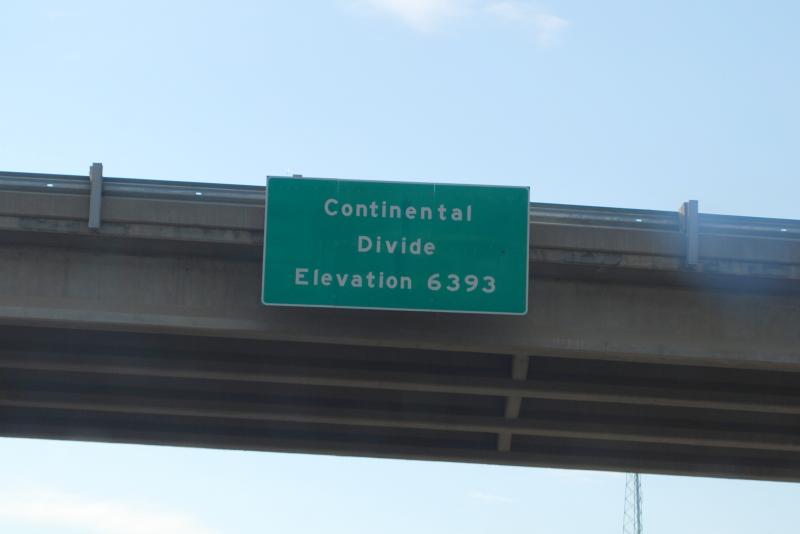 Continental
Divide
Elevation 6393